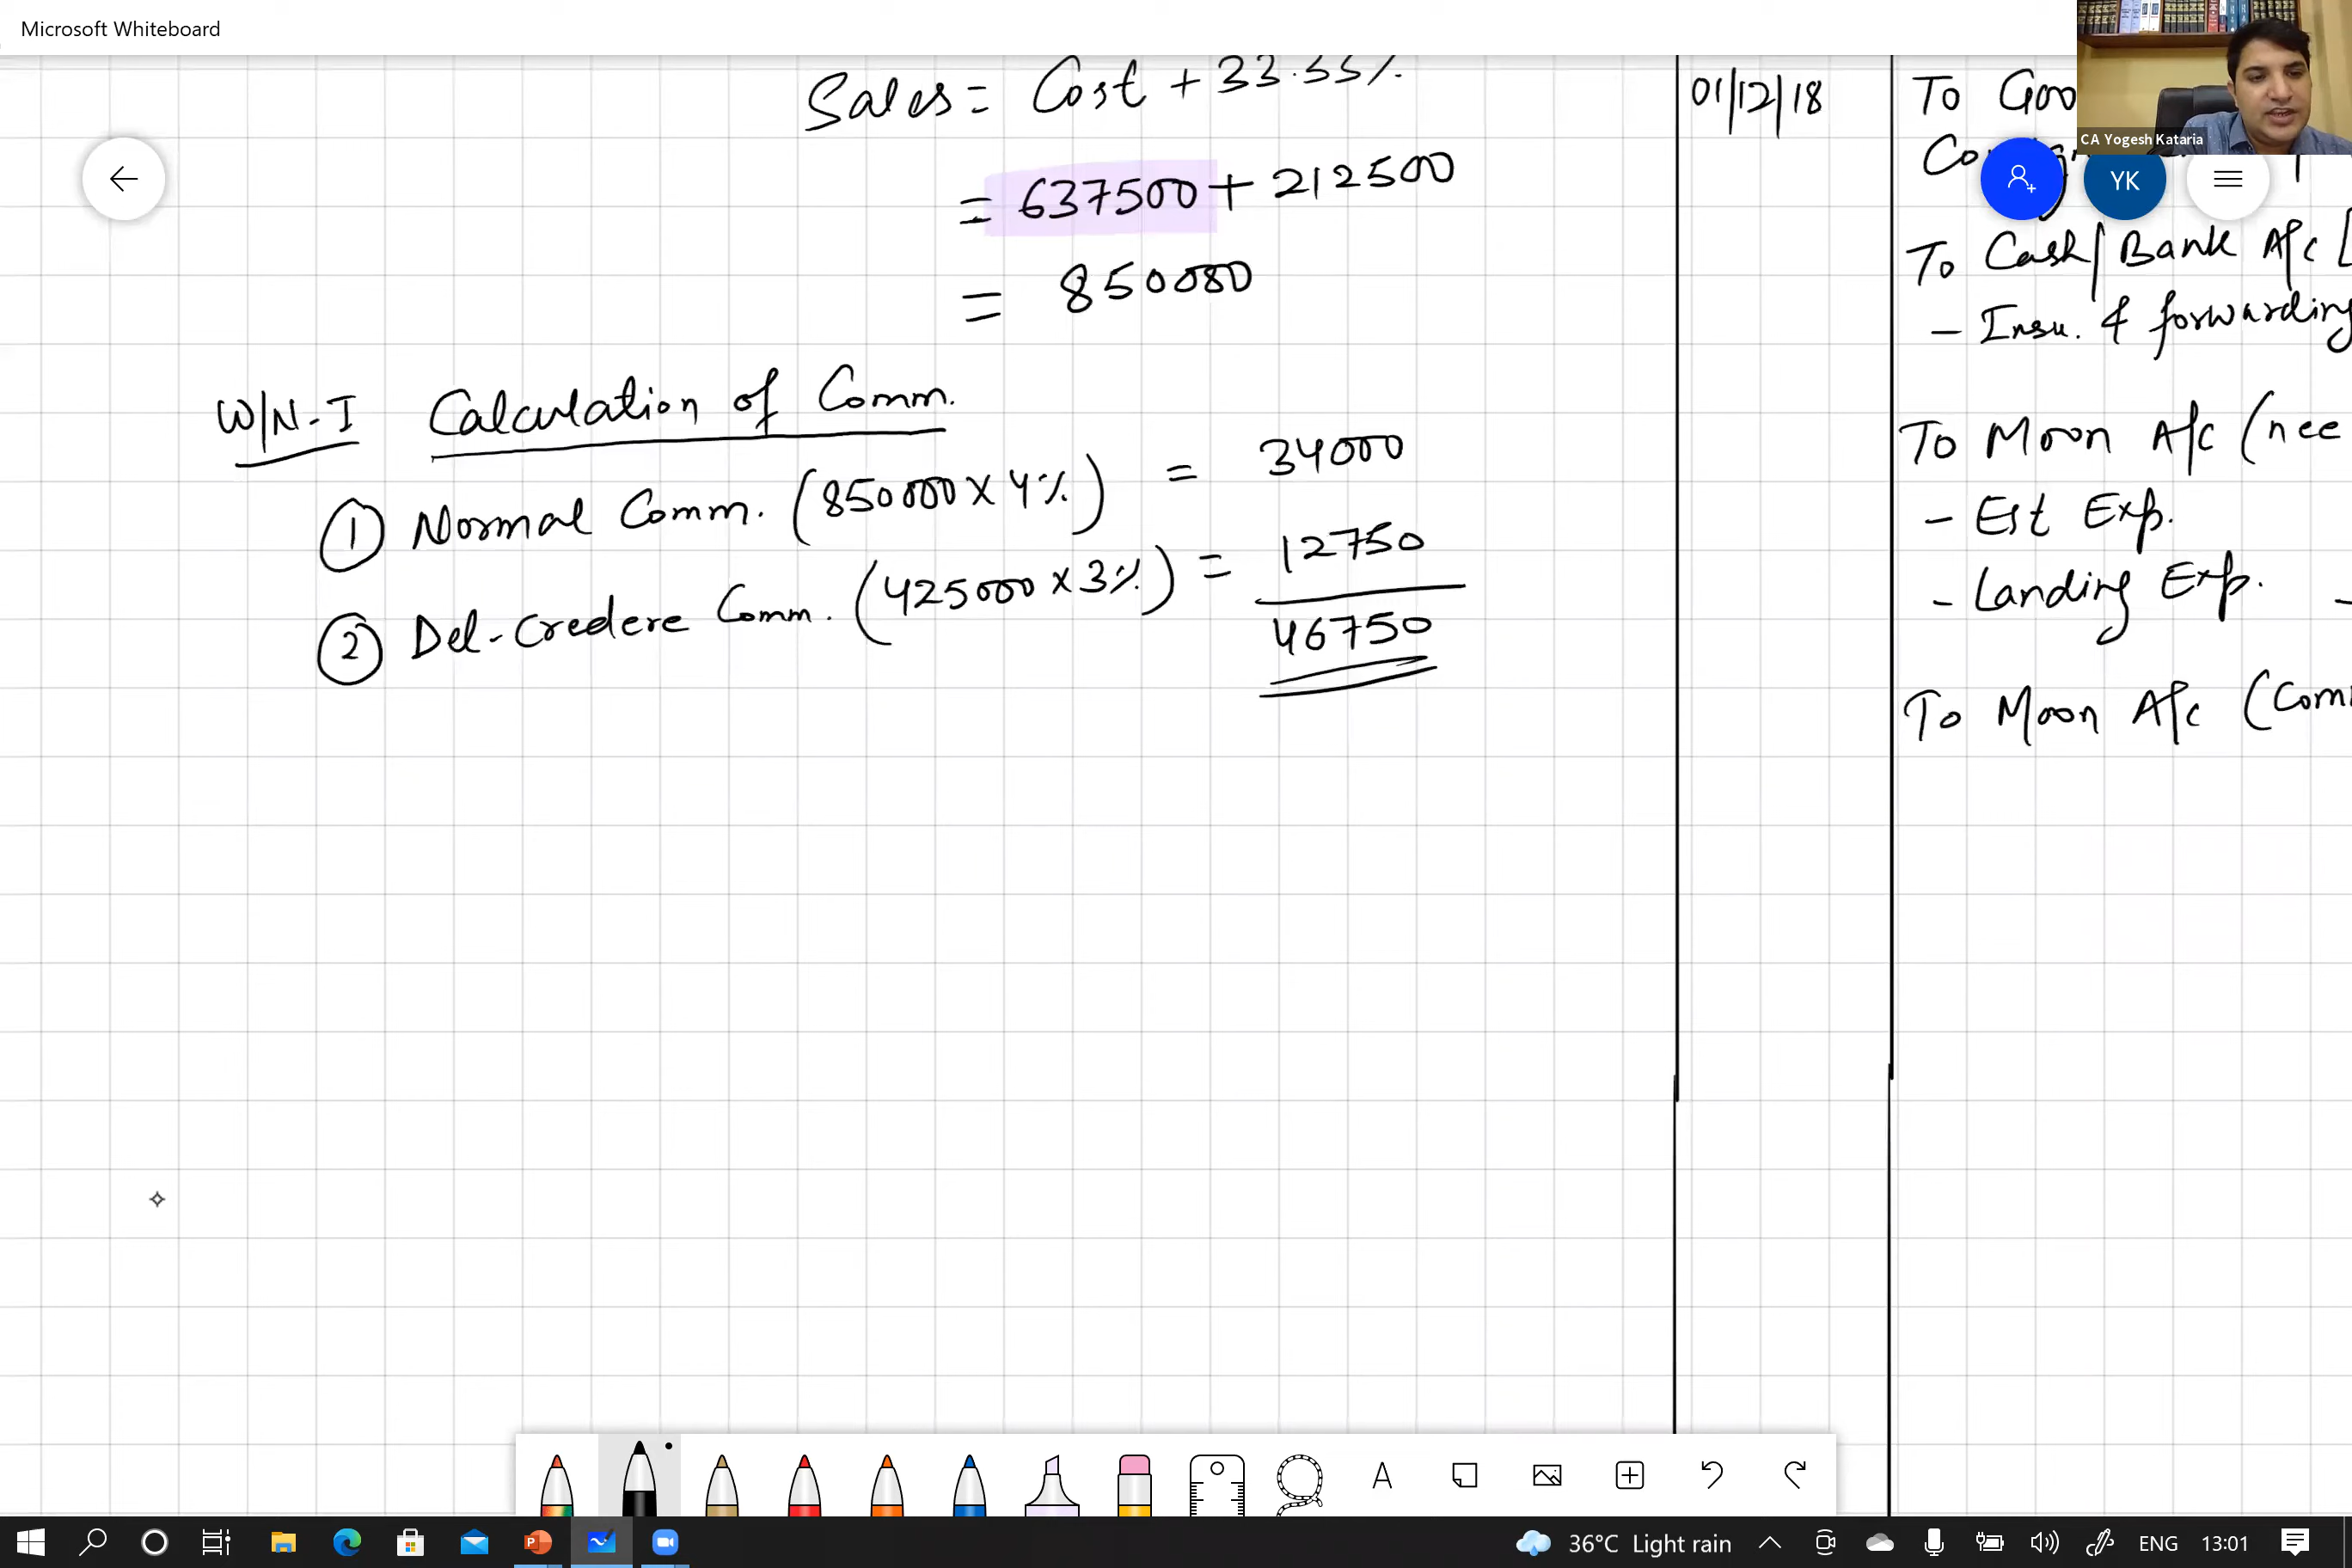 Microsoft Whiteboard
Sales = Cost + 33.33%
= 637500 + 212500
= 850000
W/N-I Calculation of Comm.
① Normal Comm. (850000 x 4%) = 34000
② Del-Credere Comm. (425000 x 3%) = 12750
46750
01/12/18
To Goo
Con
To Cash/Bank A/c [
- Insu. & forwarding
To Moon A/c (nee
- Est Exp.
- Landing Exp. -
To Moon A/c (Com
CA Yogesh Kataria
YK
A
36°C Light rain
ENG
13:01